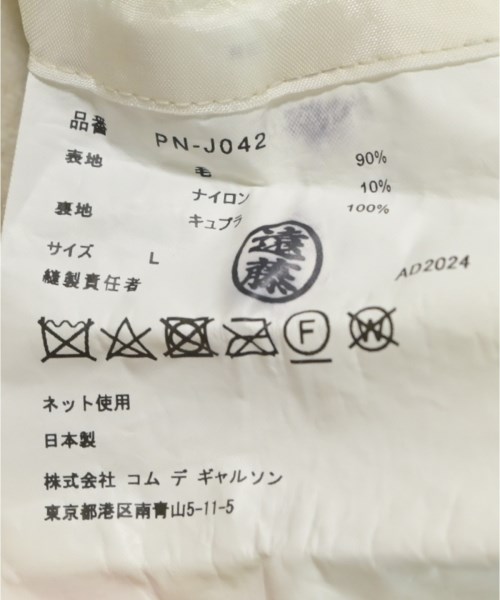 品番 PN-J042
表地 毛 90%
ナイロン 10%
裏地 キュプラ 100%
サイズ L
縫製責任者 遠藤
AD2024
F W
ネット使用
日本製
株式会社 コム デ ギャルソン
東京都港区南青山5-11-5